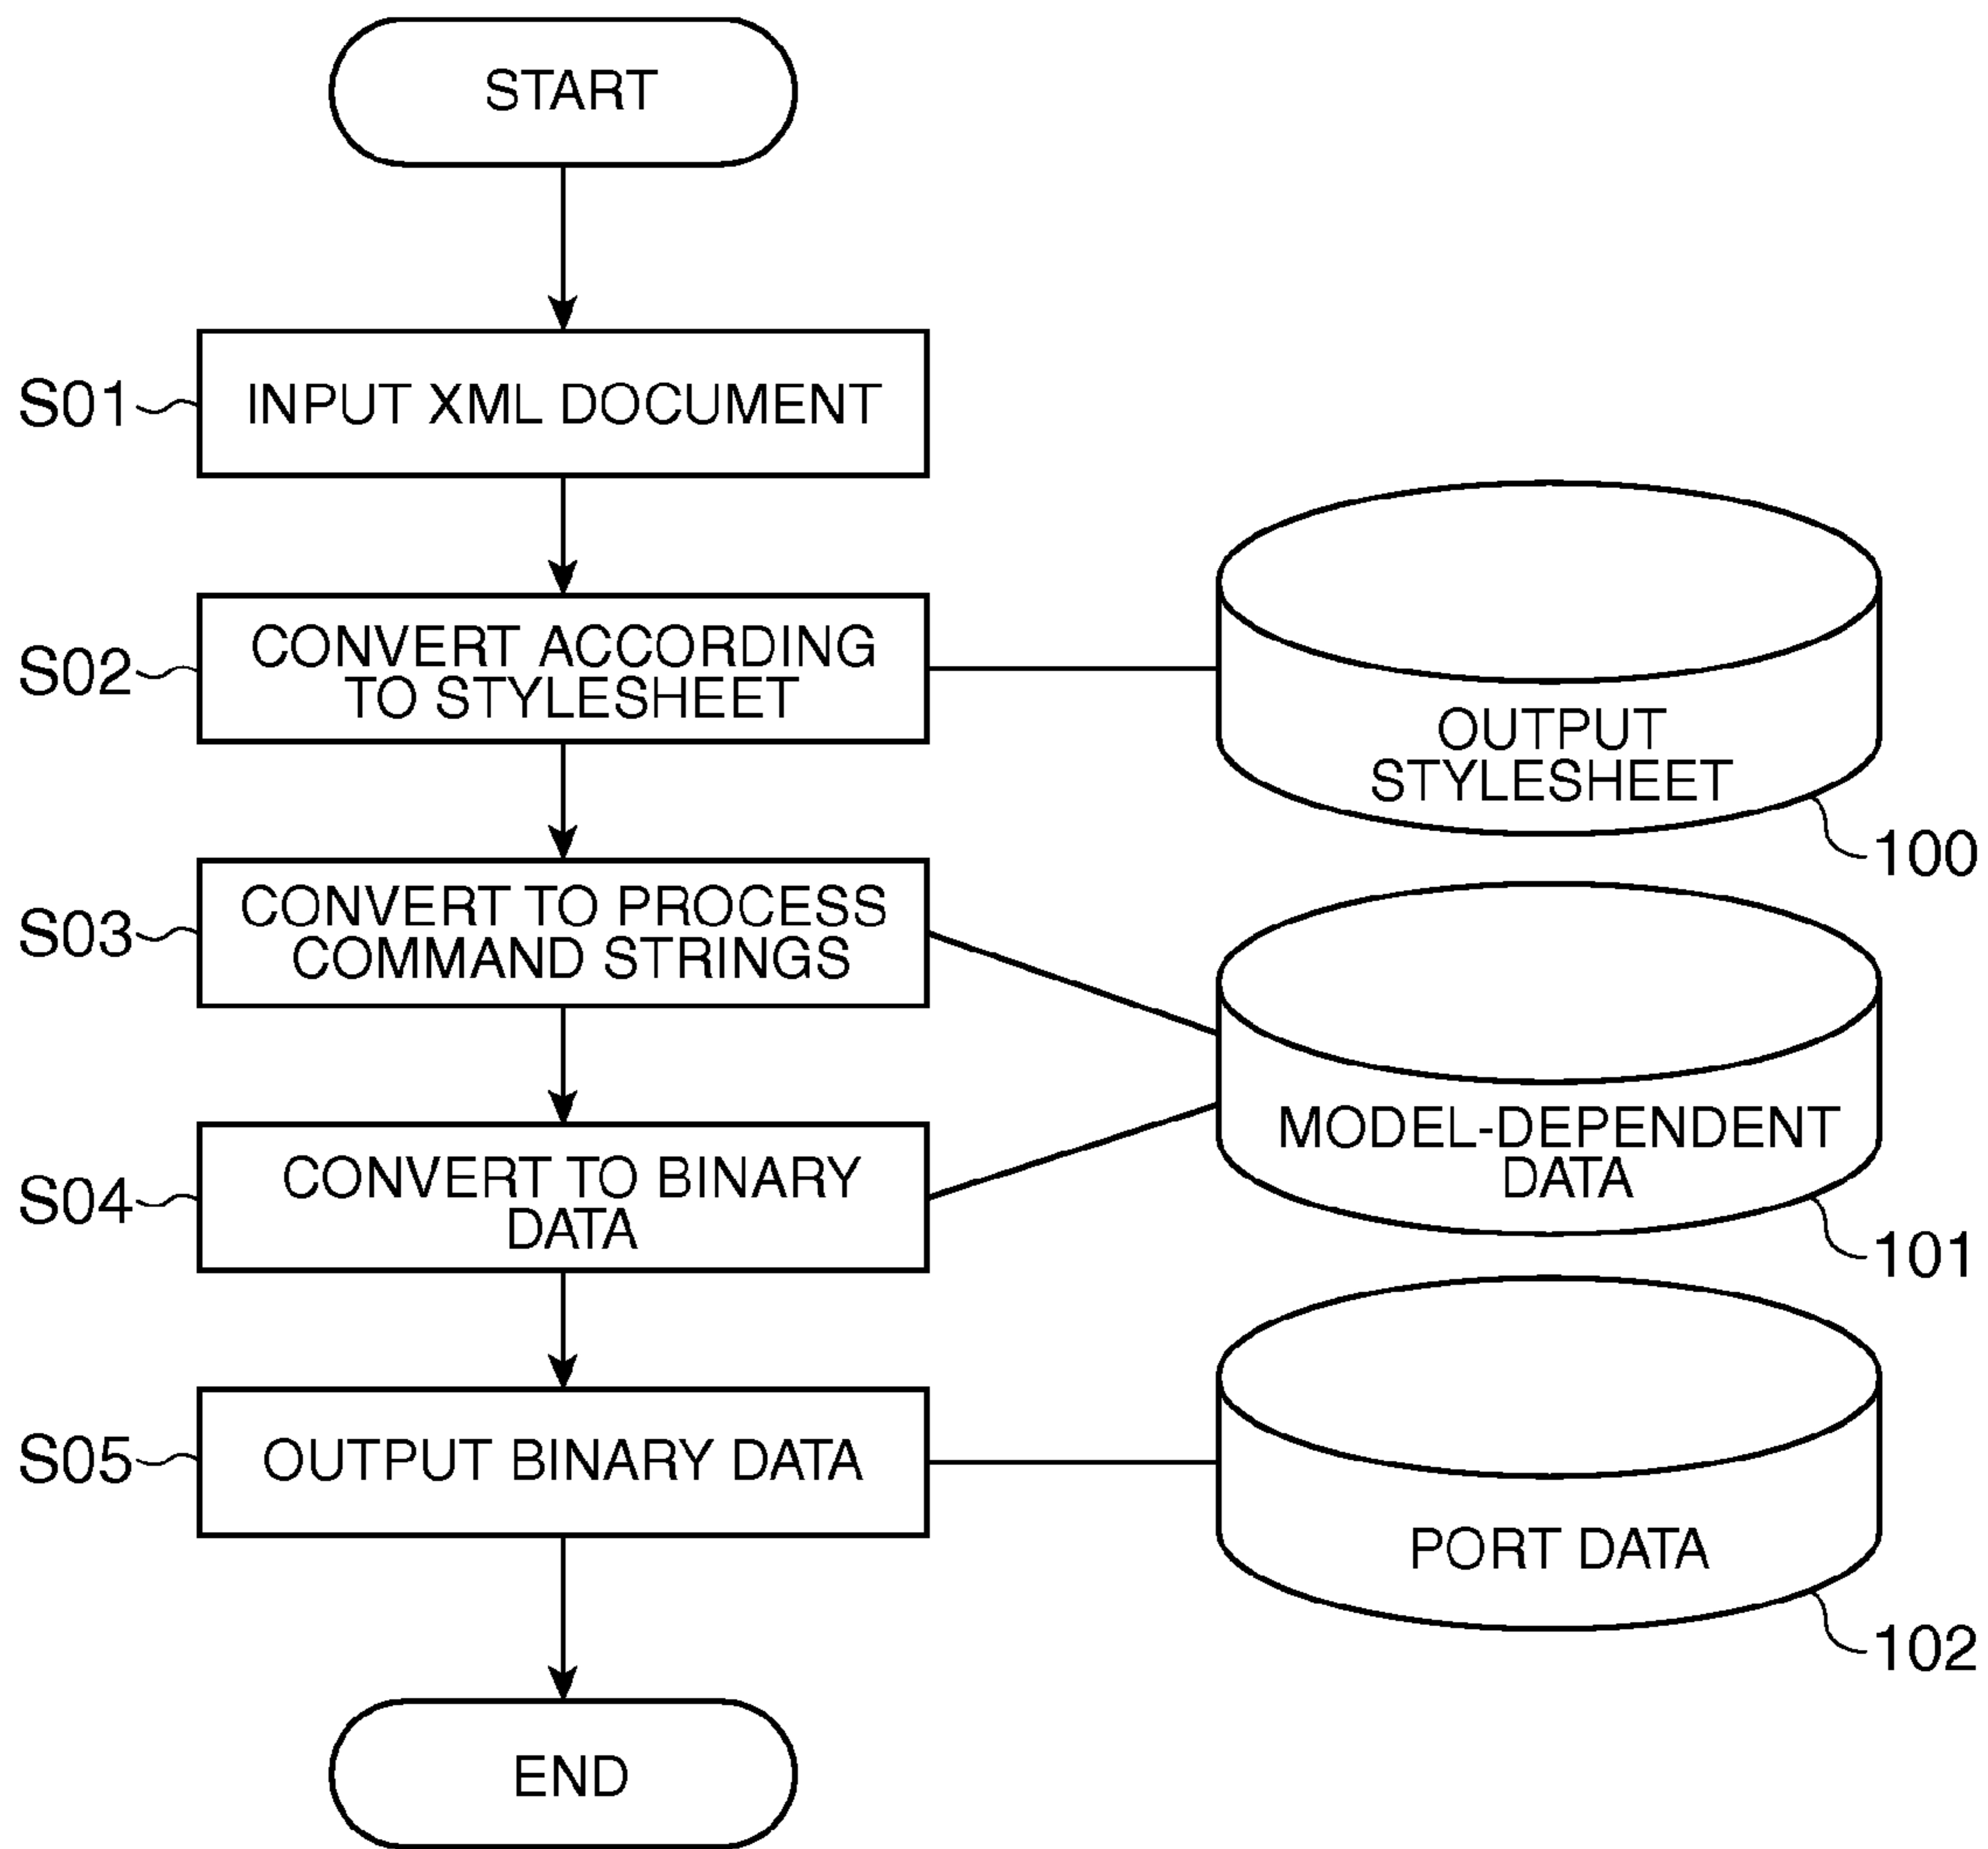 START
S01
INPUT XML DOCUMENT
S02
CONVERT ACCORDING
TO STYLESHEET
OUTPUT
STYLESHEET
100
S03
CONVERT TO PROCESS
COMMAND STRINGS
MODEL-DEPENDENT
DATA
101
S04
CONVERT TO BINARY
DATA
S05
OUTPUT BINARY DATA
PORT DATA
102
END